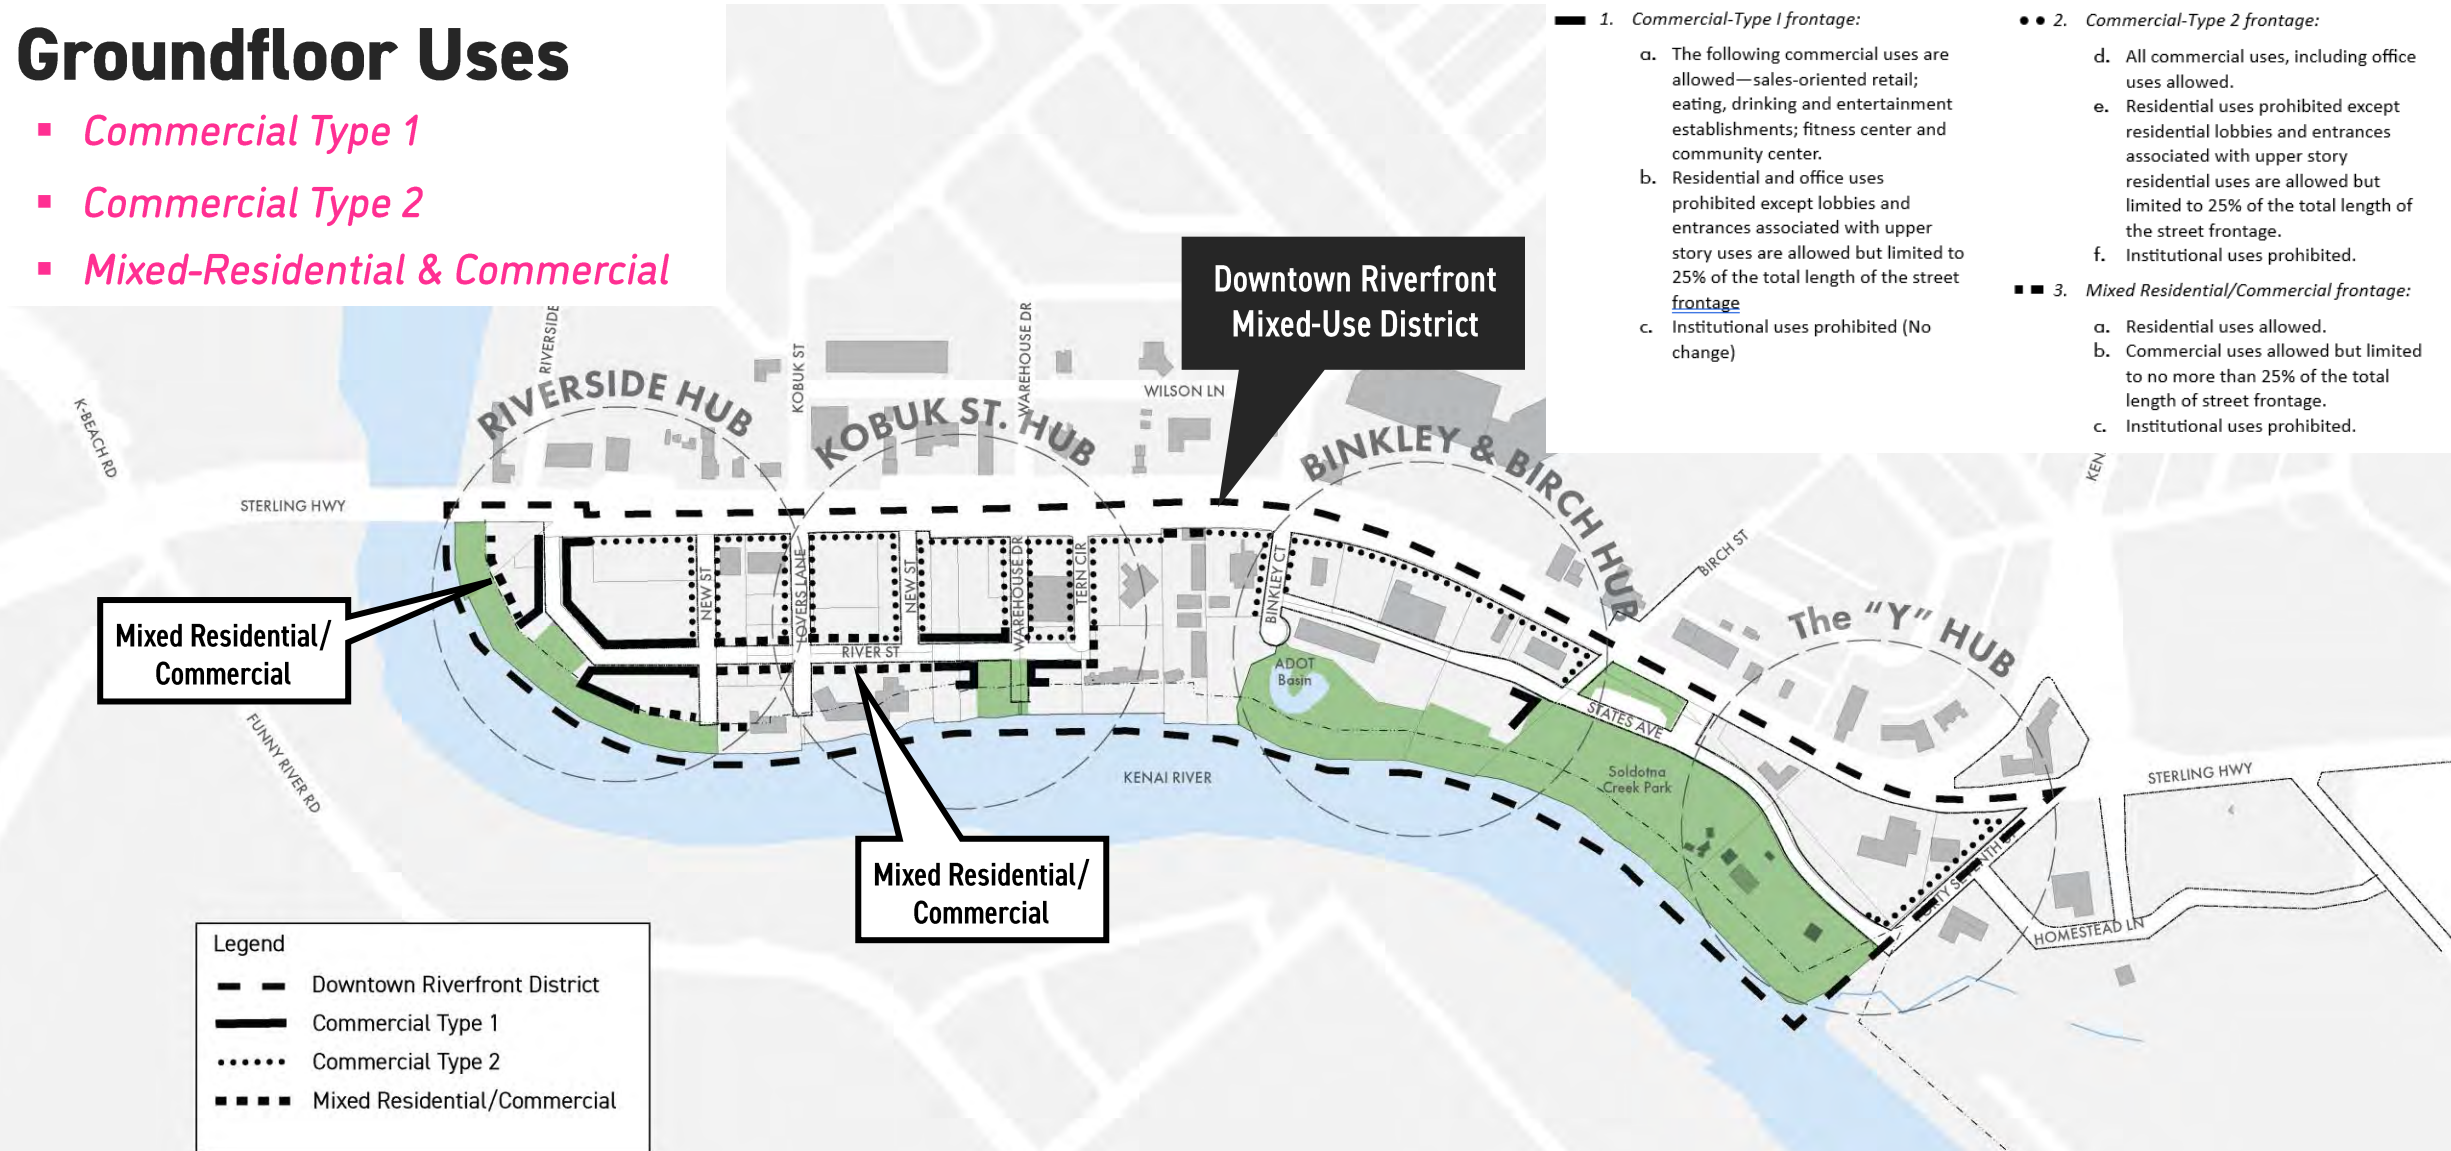 Groundfloor Uses
▪ Commercial Type 1
▪ Commercial Type 2
▪ Mixed-Residential & Commercial
1. Commercial-Type I frontage:
a. The following commercial uses are
allowed—sales-oriented retail;
eating, drinking and entertainment
establishments; fitness center and
community center.
b. Residential and office uses
prohibited except lobbies and
entrances associated with upper
story uses are allowed but limited to
25% of the total length of the street
frontage
c. Institutional uses prohibited (No
change)
2. Commercial-Type 2 frontage:
d. All commercial uses, including office
uses allowed.
e. Residential uses prohibited except
residential lobbies and entrances
associated with upper story
residential uses are allowed but
limited to 25% of the total length of
the street frontage.
f. Institutional uses prohibited.
3. Mixed Residential/Commercial frontage:
a. Residential uses allowed.
b. Commercial uses allowed but limited
to no more than 25% of the total
length of street frontage.
c. Institutional uses prohibited.
Downtown Riverfront
Mixed-Use District
RIVERSIDE
KOBUK ST
WAREHOUSE DR
WILSON LN
K-BEACH RD
RIVERSIDE HUB
KOBUK ST. HUB
BINKLEY & BIRCH HUB
The "Y" HUB
KEN
STERLING HWY
BIRCH ST
NEW ST
LOVERS LANE
NEW ST
WAREHOUSE DR
TERN CIR
BINKLEY CT
RIVER ST
ADOT
Basin
STATES AVE
Mixed Residential/
Commercial
FUNNY RIVER RD
KENAI RIVER
Soldotna
Creek Park
STERLING HWY
FORTY SEVENTH
HOMESTEAD LN
Mixed Residential/
Commercial
Legend
Downtown Riverfront District
Commercial Type 1
Commercial Type 2
Mixed Residential/Commercial